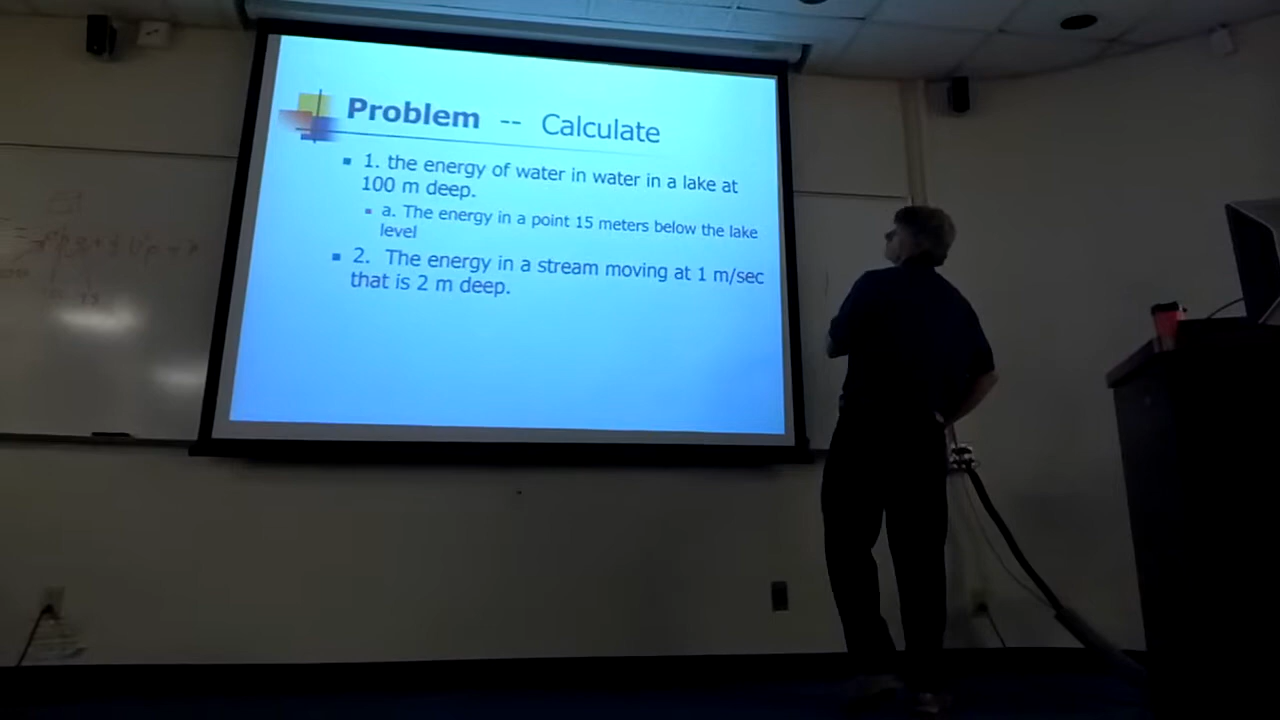 Problem -- Calculate
1. the energy of water in water in a lake at
100 m deep.
a. The energy in a point 15 meters below the lake
level
2. The energy in a stream moving at 1 m/sec
that is 2 m deep.